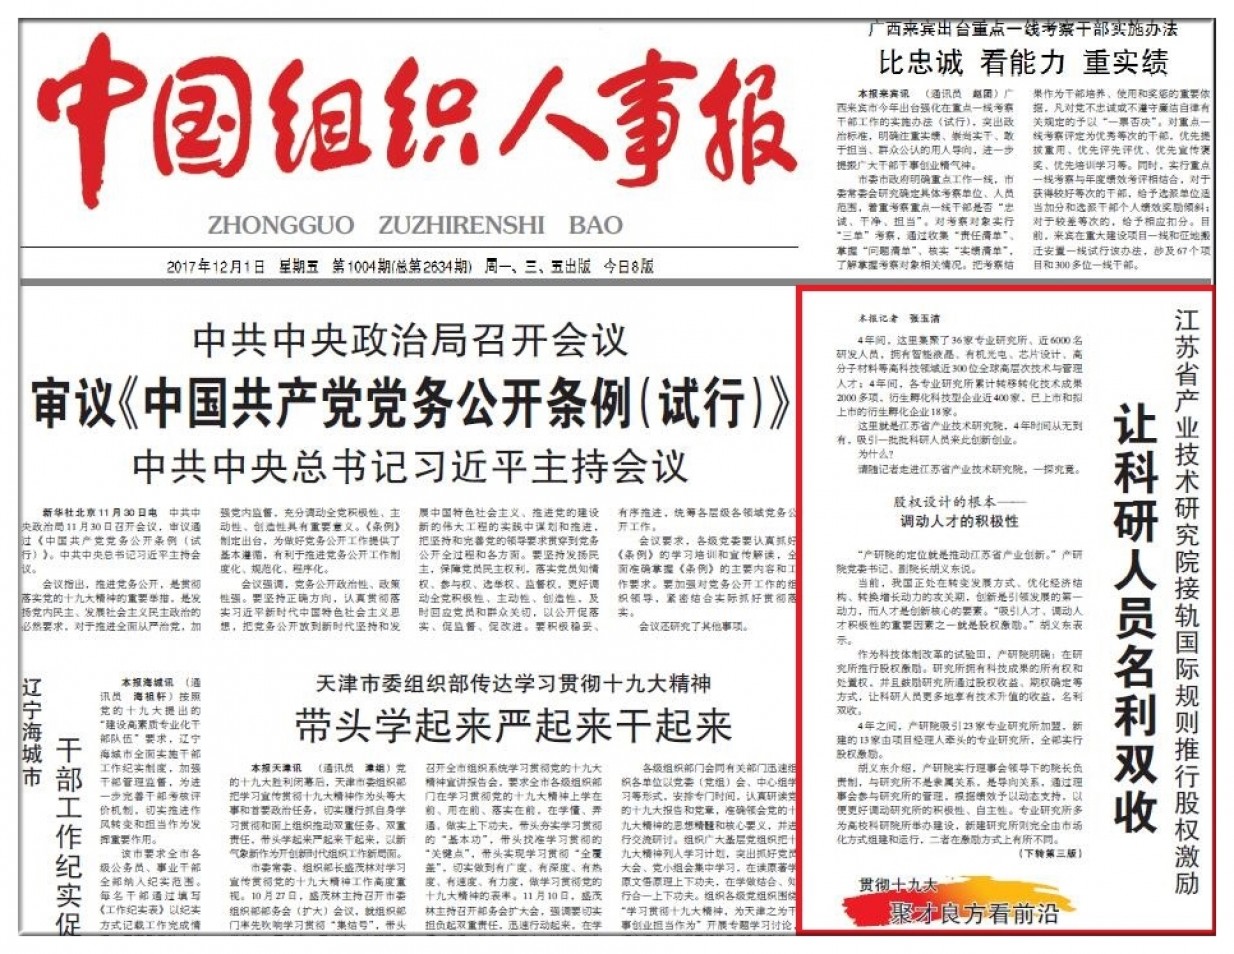 中国组织人事报
ZHONGGUO ZUZHIRENSHI BAO
2017年12月1日 星期五 第1004期(总第2634期) 周一、三、五出版 今日8版
广西来宾出台重点一线考察干部实施办法
比忠诚 看能力 重实绩
本报来宾讯 （通讯员 赵团）广
西来宾市今年出台强化在重点一线考察
干部工作的实施办法（试行），突出政
治标准，明确注重实绩、崇尚实干、敢
于担当、群众公认的用人导向，进一步
提振广大干部干事创业精气神。
市委市政府明确重点工作一线，市
委常委会研究确定具体考察单位、人员
范围，着重考察重点一线干部是否“忠
诚、干净、担当”。对考察对象实行
“三单”考察，通过收集“责任清单”、
掌握“问题清单”、核实“实绩清单”，
了解掌握考察对象相关情况。把考察结
果作为干部培养、使用和奖惩的重要依
据，凡对党不忠诚或不遵守廉洁自律有
关规定的予以“一票否决”。对重点一
线考察评定为优秀等次的干部，优先提
拔重用、优先评先评优、优先宣传褒
奖、优先培训学习等。同时，实行重点
一线考察与年度绩效考评相结合，对于
获得较好等次的干部，给予选派单位适
当加分和选派干部个人绩效奖励倾斜；
对于较差等次的，给予相应扣分。目
前，来宾在重大建设项目一线和征地搬
迁安置一线试行该办法，涉及67个项
目和300多位一线干部。
中共中央政治局召开会议
审议《中国共产党党务公开条例(试行)》
中共中央总书记习近平主持会议
新华社北京11月30日电 中共中
央政治局11月30日召开会议，审议通
过《中国共产党党务公开条例（试
行）》。中共中央总书记习近平主持会
议。
会议指出，推进党务公开，是贯彻
落实党的十九大精神的重要举措，是发
扬党内民主、发展社会主义民主政治的
必然要求，对于推进全面从严治党，加
强党内监督，充分调动全党积极性、主
动性、创造性具有重要意义。《条例》
制定出台，为做好党务公开工作提供了
基本遵循，有利于推进党务公开工作制
度化、规范化、程序化。
会议强调，党务公开政治性、政策
性强。要坚持正确方向，认真贯彻落
实习近平新时代中国特色社会主义思
想，把党务公开放到新时代坚持和发
展中国特色社会主义、推进党的建设
新的伟大工程的实践中谋划和推进，
把坚持和完善党的领导要求贯穿到党务
公开全过程和各方面。要坚持发扬民
主，保障党员民主权利，落实党员知情
权、参与权、选举权、监督权，更好调
动全党积极性、主动性、创造性，及
时回应党员和群众关切，以公开促落
实、促监督、促改进。要积极稳妥、
有序推进，统筹各层级各领域党务公
开工作。
会议要求，各级党委要认真抓好
《条例》的学习培训和宣传解读，全
面准确掌握《条例》的主要内容和工
作要求。要加强对党务公开工作的组
织领导，紧密结合实际抓好贯彻落
实。
会议还研究了其他事项。
江苏省产业技术研究院接轨国际规则推行股权激励
让科研人员名利双收
本报记者 张玉洁
4年间，这里集聚了36家专业研究所、近6000名
研发人员，拥有智能液晶、有机光电、芯片设计、高
分子材料等高科技领域近300位全球高层次技术与管理
人才；4年间，各专业研究所累计转移转化技术成果
2000多项，衍生孵化科技型企业近400家，已上市和拟
上市的衍生孵化企业18家。
这里就是江苏省产业技术研究院，4年时间从无到
有，吸引一批批科研人员来此创新创业。
为什么？
请随记者走进江苏省产业技术研究院，一探究竟。
股权设计的根本——
调动人才的积极性
“产研院的定位就是推动江苏省产业创新。”产研
院党委书记、副院长胡义东说。
当前，我国正处在转变发展方式、优化经济结
构、转换增长动力的攻关期，创新是引领发展的第一
动力，而人才是创新核心的要素。“吸引人才、调动人
才积极性的重要因素之一就是股权激励。”胡义东表
示。
作为科技体制改革的试验田，产研院明确：在研
究所推行股权激励。研究所拥有科技成果的所有权和
处置权，并且鼓励研究所通过股权收益、期权确定等
方式，让科研人员更多地享有技术升值的收益，名利
双收。
4年之间，产研院吸引23家专业研究所加盟，新
建的13家由项目经理人牵头的专业研究所，全部实行
股权激励。
胡义东介绍，产研院实行理事会领导下的院长负
责制，与研究所不是隶属关系，是导向关系，通过理
事会参与研究所的管理，根据绩效予以动态支持，以
便更好调动研究所的积极性、自主性。专业研究所多
为高校科研院所举办建设，新建研究所则完全由市场
化方式组建和运行，二者在激励方式上有所不同。
（下转第三版）
贯彻十九大
聚才良方看前沿
辽宁海城市
干部工作纪实促
本报海城讯 （通
讯员 海祖轩）按照
党的十九大提出的
“建设高素质专业化干
部队伍”要求，辽宁
海城市全面实施干部
工作纪实制度，加强
干部管理监督，为进
一步完善干部考核评
价机制，切实推进作
风转变和担当作为发
挥重要作用。
该市要求全市各
级公务员、事业干部
全部纳入纪实范围。
每名干部通过填写
《工作纪实表》以纪实
方式记载工作完成情
天津市委组织部传达学习贯彻十九大精神
带头学起来严起来干起来
本报天津讯 （通讯员 津组）党
的十九大胜利闭幕后，天津市委组织部
把学习宣传贯彻十九大精神作为头等大
事和首要政治任务，切实履行抓自身学
习贯彻和面上组织推动双重任务、双重
责任，带头学起来严起来干起来，以新
气象新作为开创新时代组织工作新局面。
市委常委、组织部长盛茂林对学习
宣传贯彻党的十九大精神工作高度重
视。10月27日，盛茂林主持召开市委
组织部部务会（扩大）会议，就组织部
门率先吹响学习贯彻“集结号”，带头
召开全市组织系统学习贯彻党的十九大
精神宣讲报告会，要求全市各级组织部
门在学习贯彻党的十九大精神上学在
前、用在前、落实在前，在学懂、弄
通、做实上下功夫，带头夯实学习贯彻
的“基本功”，带头找准学习贯彻的
“关键点”，带头实现学习贯彻“全覆
盖”，切实做到有广度、有深度、有热
度、有速度、有力度，做学习贯彻党的
十九大精神的表率。11月10日，盛茂
林主持召开部务会扩大会，强调要切实
担负起双重责任，迅速行动起来，在学
各级组织部门会同有关部门迅速组
织各单位以党委（党组）会、中心组学
习等形式，安排专门时间，认真研读党
的十九大报告和党章，准确领会党的十
九大精神的思想精髓和核心要义，并进
行交流研讨。组织广大基层党组织把十
九大精神列入学习计划，突出抓好党员
大会、党小组会集中学习，在读原著学
原文悟原理上下功夫，在学做结合、知
行合一上下功夫。组织各级党组织围绕
“学习贯彻十九大精神，为天津之为干
事创业担当作为”开展专题学习讨论，